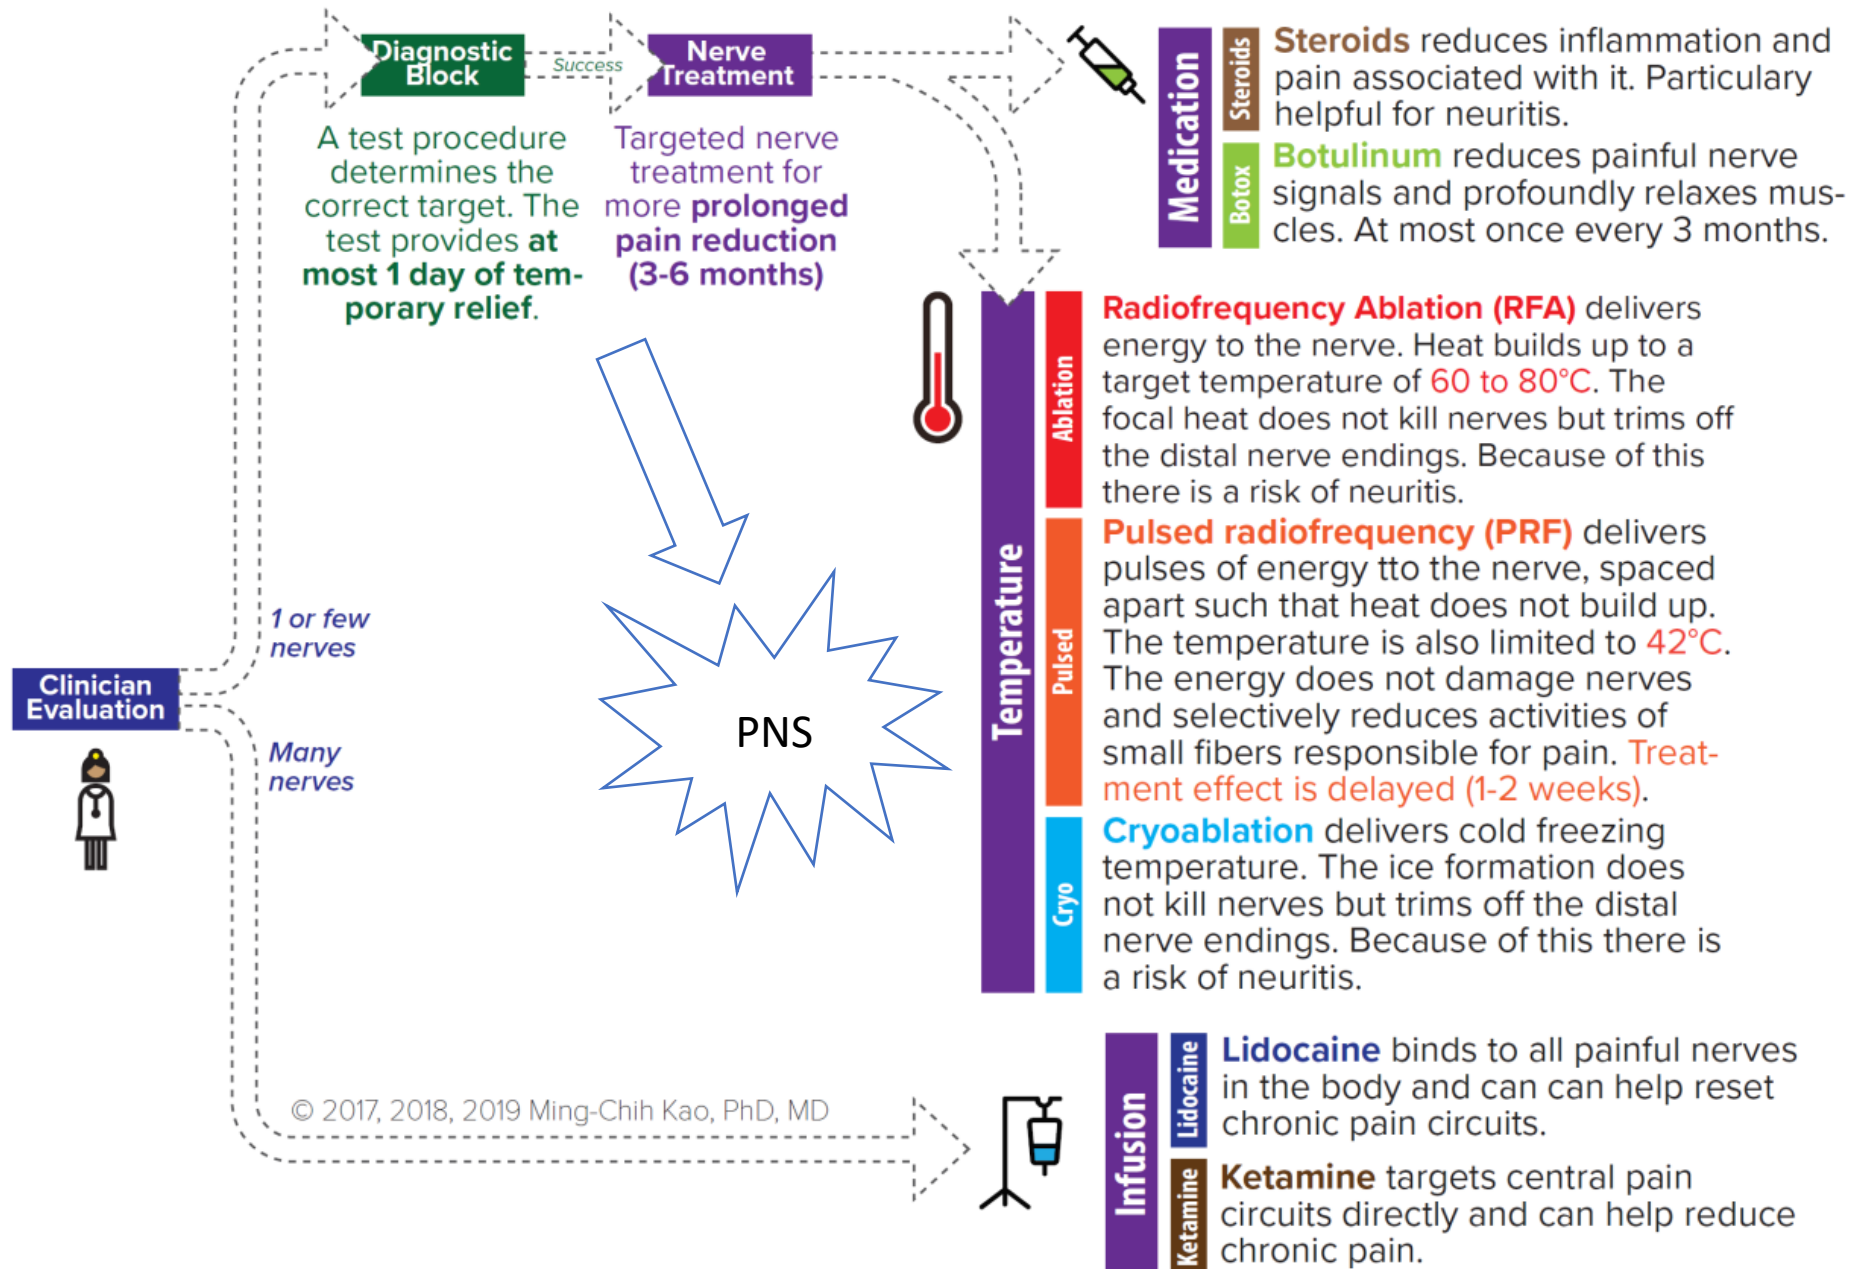 Diagnostic
Block
Success
Nerve
Treatment
A test procedure
determines the
correct target. The
test provides at
most 1 day of tem-
porary relief.
Targeted nerve
treatment for
more prolonged
pain reduction
(3-6 months)
Medication
Steroids
Steroids reduces inflammation and
pain associated with it. Particulary
helpful for neuritis.
Botox
Botulinum reduces painful nerve
signals and profoundly relaxes mus-
cles. At most once every 3 months.
Temperature
Ablation
Radiofrequency Ablation (RFA) delivers
energy to the nerve. Heat builds up to a
target temperature of 60 to 80°C. The
focal heat does not kill nerves but trims off
the distal nerve endings. Because of this
there is a risk of neuritis.
Pulsed
Pulsed radiofrequency (PRF) delivers
pulses of energy tto the nerve, spaced
apart such that heat does not build up.
The temperature is also limited to 42°C.
The energy does not damage nerves
and selectively reduces activities of
small fibers responsible for pain. Treat-
ment effect is delayed (1-2 weeks).
Cryo
Cryoablation delivers cold freezing
temperature. The ice formation does
not kill nerves but trims off the distal
nerve endings. Because of this there is
a risk of neuritis.
PNS
1 or few
nerves
Clinician
Evaluation
Many
nerves
© 2017, 2018, 2019 Ming-Chih Kao, PhD, MD
Infusion
Lidocaine
Lidocaine binds to all painful nerves
in the body and can can help reset
chronic pain circuits.
Ketamine
Ketamine targets central pain
circuits directly and can help reduce
chronic pain.